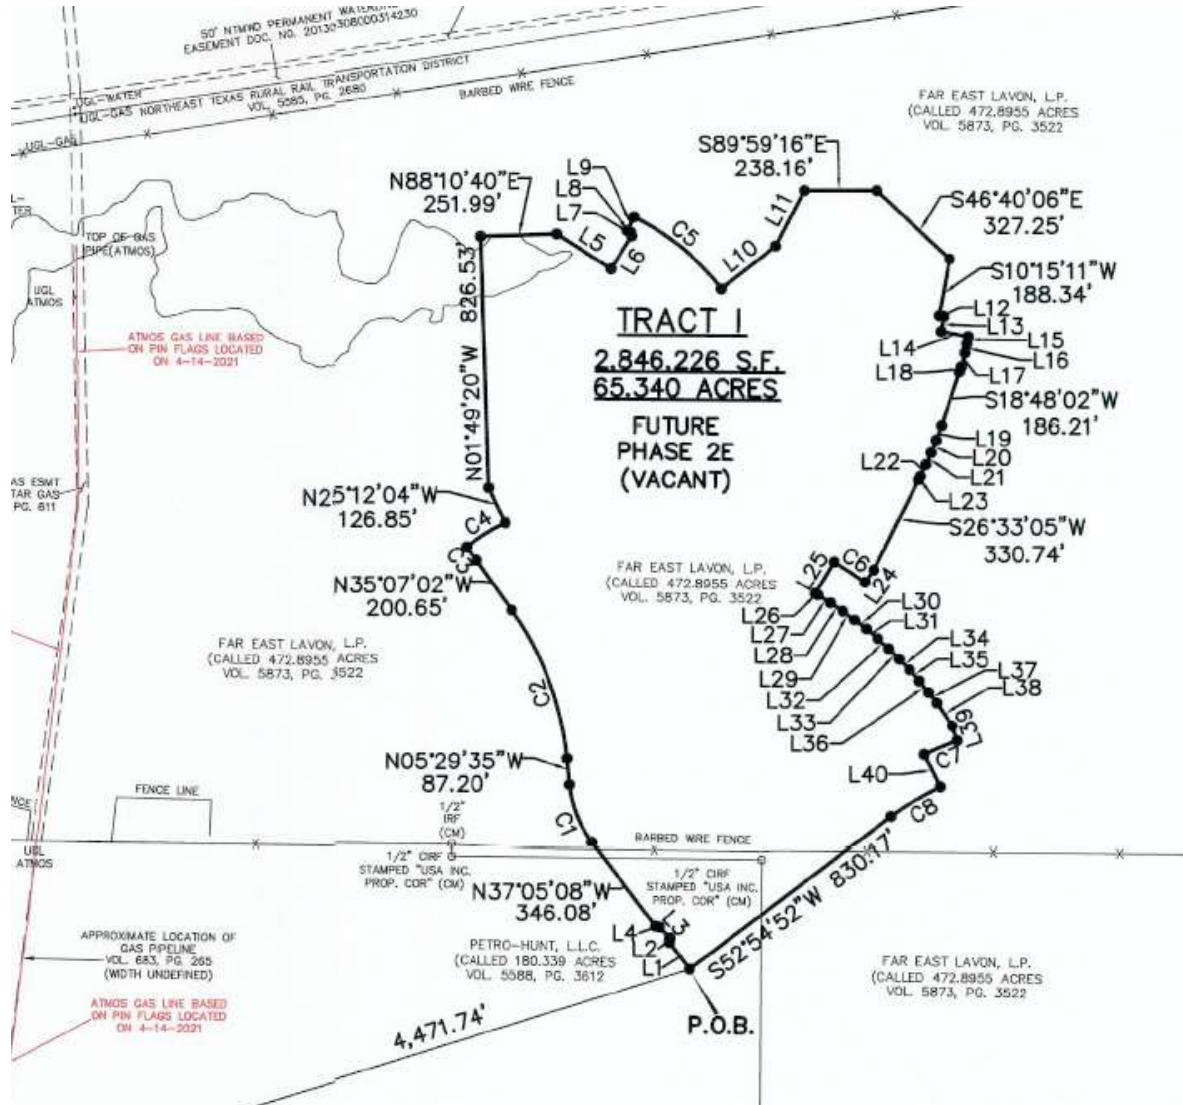 50' NTMWD PERMANENT WATERLINE
EASEMENT DOC. NO. 20130308000314230
UGL-WATER
UGL-GAS
NORTHEAST TEXAS RURAL RAIL TRANSPORTATION DISTRICT
VOL. 5585, PG. 2680
BARBED WIRE FENCE
UGL-GAS
FAR EAST LAVON, L.P.
(CALLED 472.8955 ACRES
VOL. 5873, PG. 3522
S89°59'16"E
238.16'
L9
L8
L7
N88°10'40"E
251.99'
L5
L6
C5
L10
L11
S46°40'06"E
327.25'
TOP OF GAS
PIPE(ATMOS)
UGL
ATMOS
ATMOS GAS LINE BASED
ON PIN FLAGS LOCATED
ON 4-14-2021
N01°49'20"W 826.53'
TRACT I
2.846.226 S.F.
65.340 ACRES
FUTURE
PHASE 2E
(VACANT)
S10°15'11"W
188.34'
L12
L13
L14
L15
L16
L17
L18
S18°48'02"W
186.21'
L19
L20
L21
L22
L23
S26°33'05"W
330.74'
AS ESMT
TAR GAS
PG. 611
N25°12'04"W
126.85'
C4
C3
N35°07'02"W
200.65'
FAR EAST LAVON, L.P.
(CALLED 472.8955 ACRES
VOL. 5873, PG. 3522
L25
C6
L24
L26
L27
L28
L29
L30
L31
L32
L33
L34
L35
L36
L37
L38
L39
FAR EAST LAVON, L.P.
(CALLED 472.8955 ACRES
VOL. 5873, PG. 3522
C2
N05°29'35"W
87.20'
C7
L40
C8
FENCE LINE
UGL
ATMOS
1/2"
IRF
(CM)
C1
BARBED WIRE FENCE
1/2" CIRF
STAMPED "USA INC.
PROP. COR" (CM)
1/2" CIRF
STAMPED "USA INC.
PROP. COR" (CM)
N37°05'08"W
346.08'
S52°54'52"W 830.17'
L4
L3
L2
L1
APPROXIMATE LOCATION OF
GAS PIPELINE
VOL. 683, PG. 265
(WIDTH UNDEFINED)
PETRO-HUNT, L.L.C.
(CALLED 180.339 ACRES
VOL. 5588, PG. 3612
FAR EAST LAVON, L.P.
(CALLED 472.8955 ACRES
VOL. 5873, PG. 3522
ATMOS GAS LINE BASED
ON PIN FLAGS LOCATED
ON 4-14-2021
4,471.74'
P.O.B.